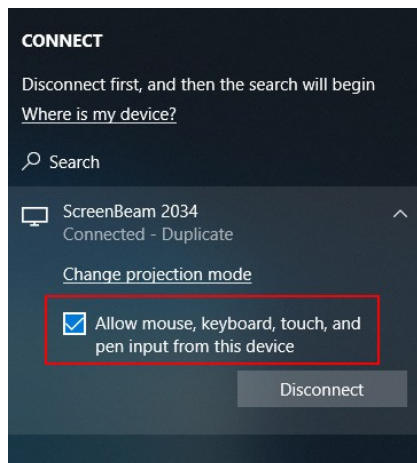 CONNECT
Disconnect first, and then the search will begin
Where is my device?
Search
ScreenBeam 2034
Connected - Duplicate
Change projection mode
Allow mouse, keyboard, touch, and
pen input from this device
Disconnect